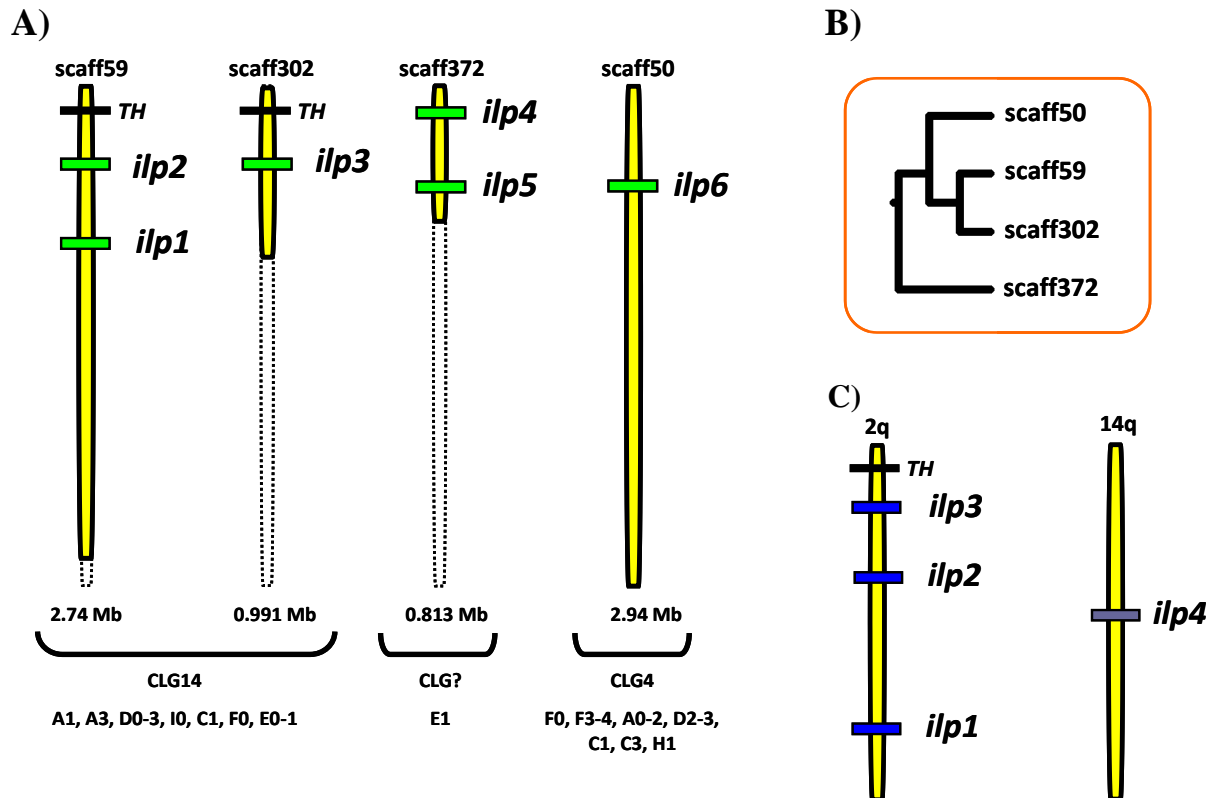 A)
scaff59
scaff302
scaff372
scaff50
TH
TH
ilp4
ilp2
ilp3
ilp5
ilp6
ilp1
2.74 Mb
0.991 Mb
0.813 Mb
2.94 Mb
CLG14
CLG?
CLG4
A1, A3, D0-3, I0, C1, F0, E0-1
E1
F0, F3-4, A0-2, D2-3,
C1, C3, H1
B)
scaff50
scaff59
scaff302
scaff372
C)
2q
14q
TH
ilp3
ilp2
ilp4
ilp1